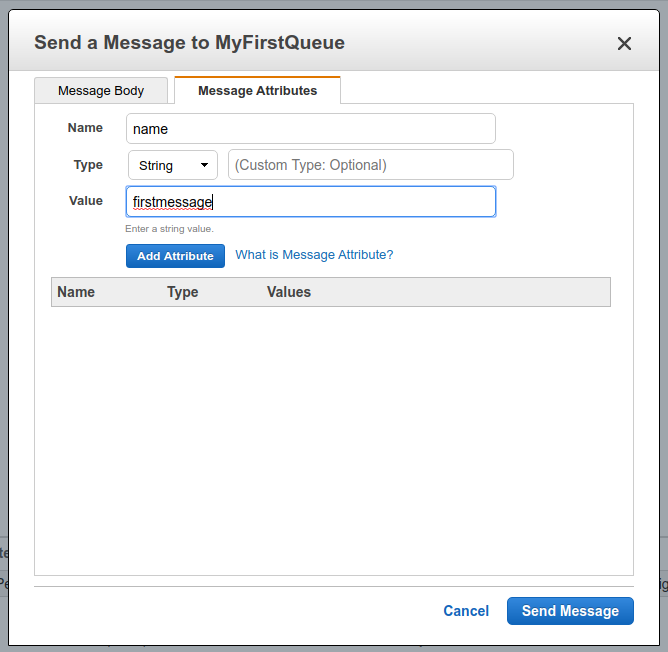 Send a Message to MyFirstQueue
Message Body
Message Attributes
Name
name
Type
String
(Custom Type: Optional)
Value
firstmessage
Enter a string value.
Add Attribute
What is Message Attribute?
Name Type Values
Cancel
Send Message